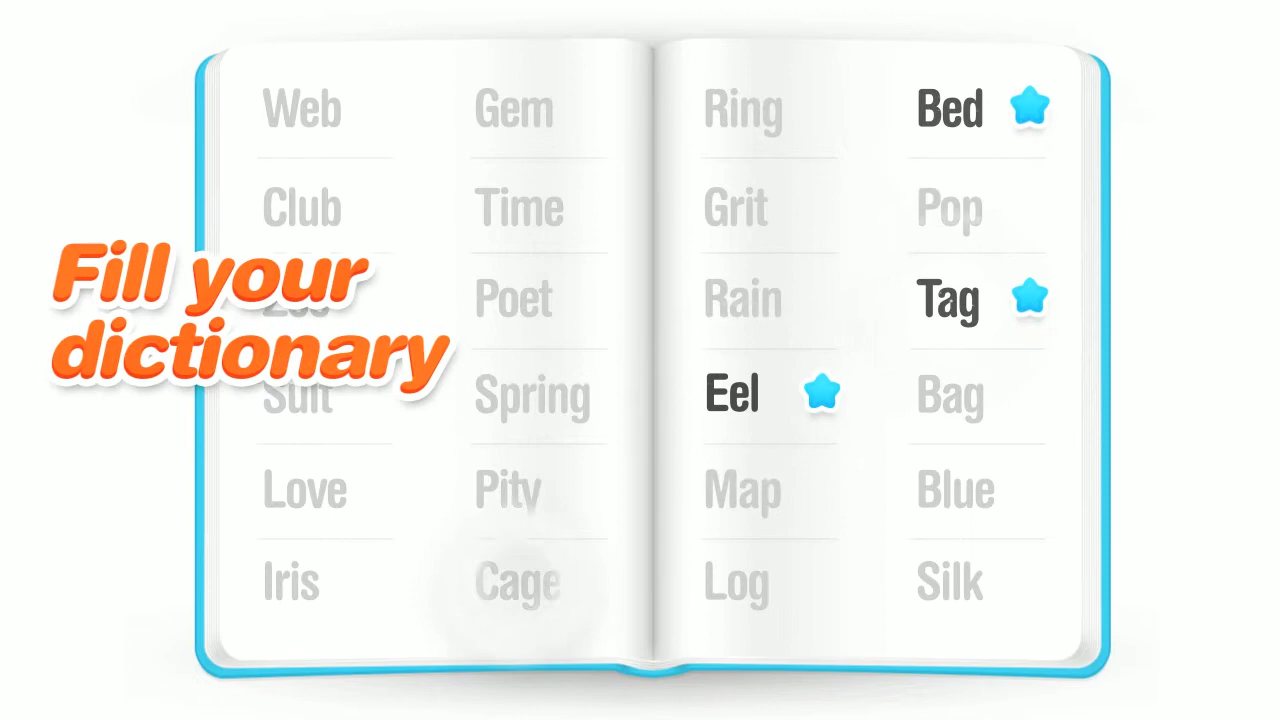 Web
Club
Suit
Love
Iris
Gem
Time
Poet
Spring
Pity
Cage
Fill your
dictionary
Ring
Grit
Rain
Eel
Map
Log
Bed
Pop
Tag
Bag
Blue
Silk